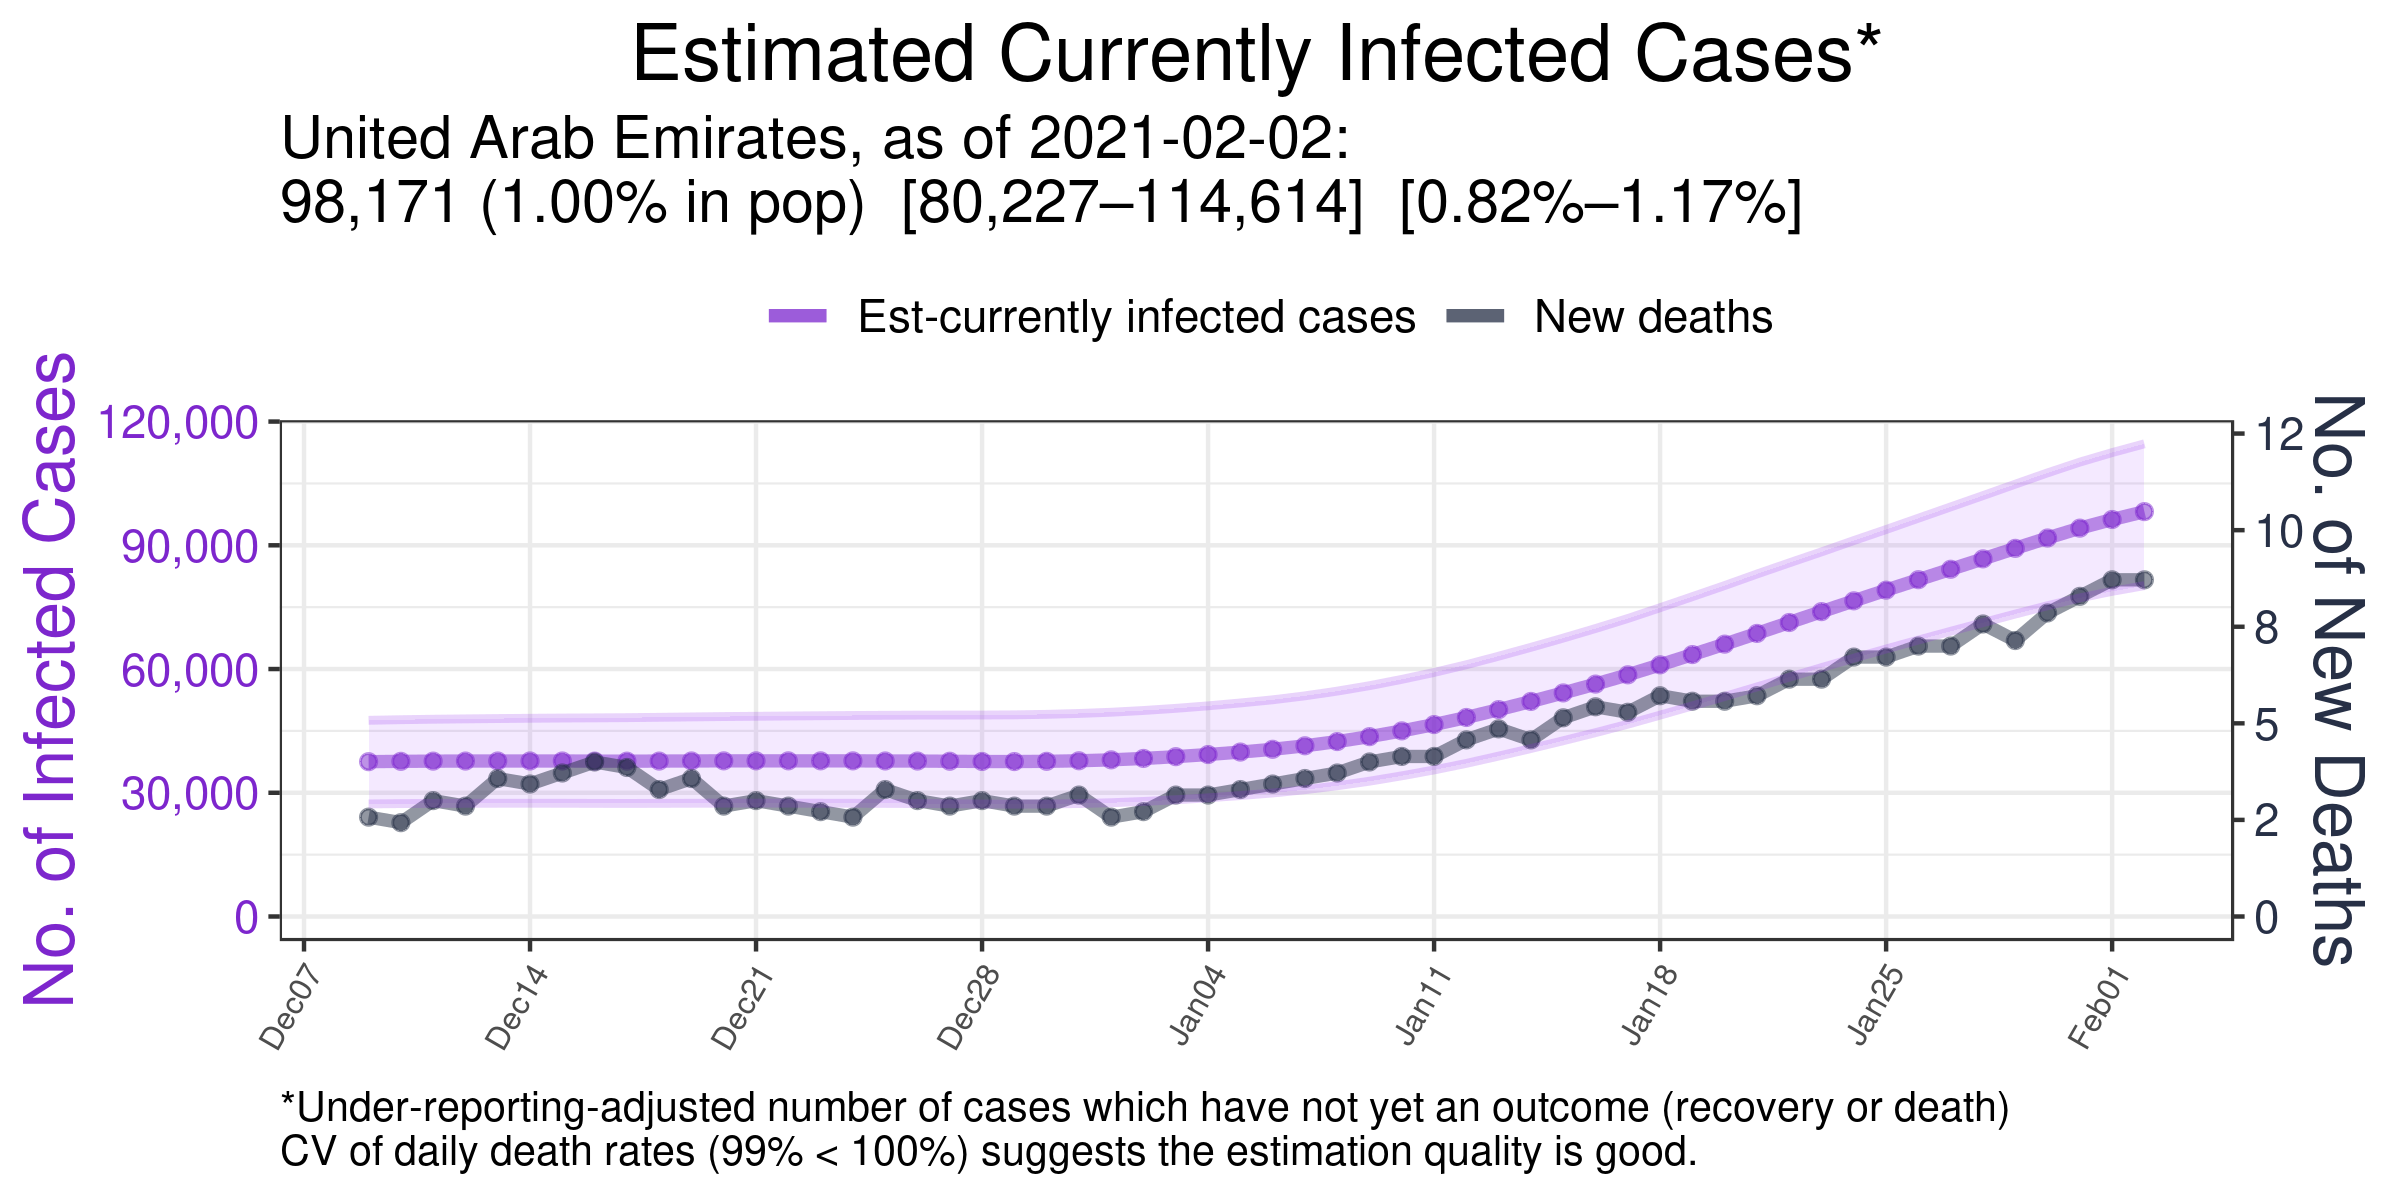 Estimated Currently Infected Cases*
United Arab Emirates, as of 2021-02-02:
98,171 (1.00% in pop)  [80,227–114,614]  [0.82%–1.17%]
Est-currently infected cases
New deaths
No. of Infected Cases
120,000
90,000
60,000
30,000
0
12
10
8
5
2
0
No. of New Deaths
Dec07
Dec14
Dec21
Dec28
Jan04
Jan11
Jan18
Jan25
Feb01
*Under-reporting-adjusted number of cases which have not yet an outcome (recovery or death)
CV of daily death rates (99% < 100%) suggests the estimation quality is good.